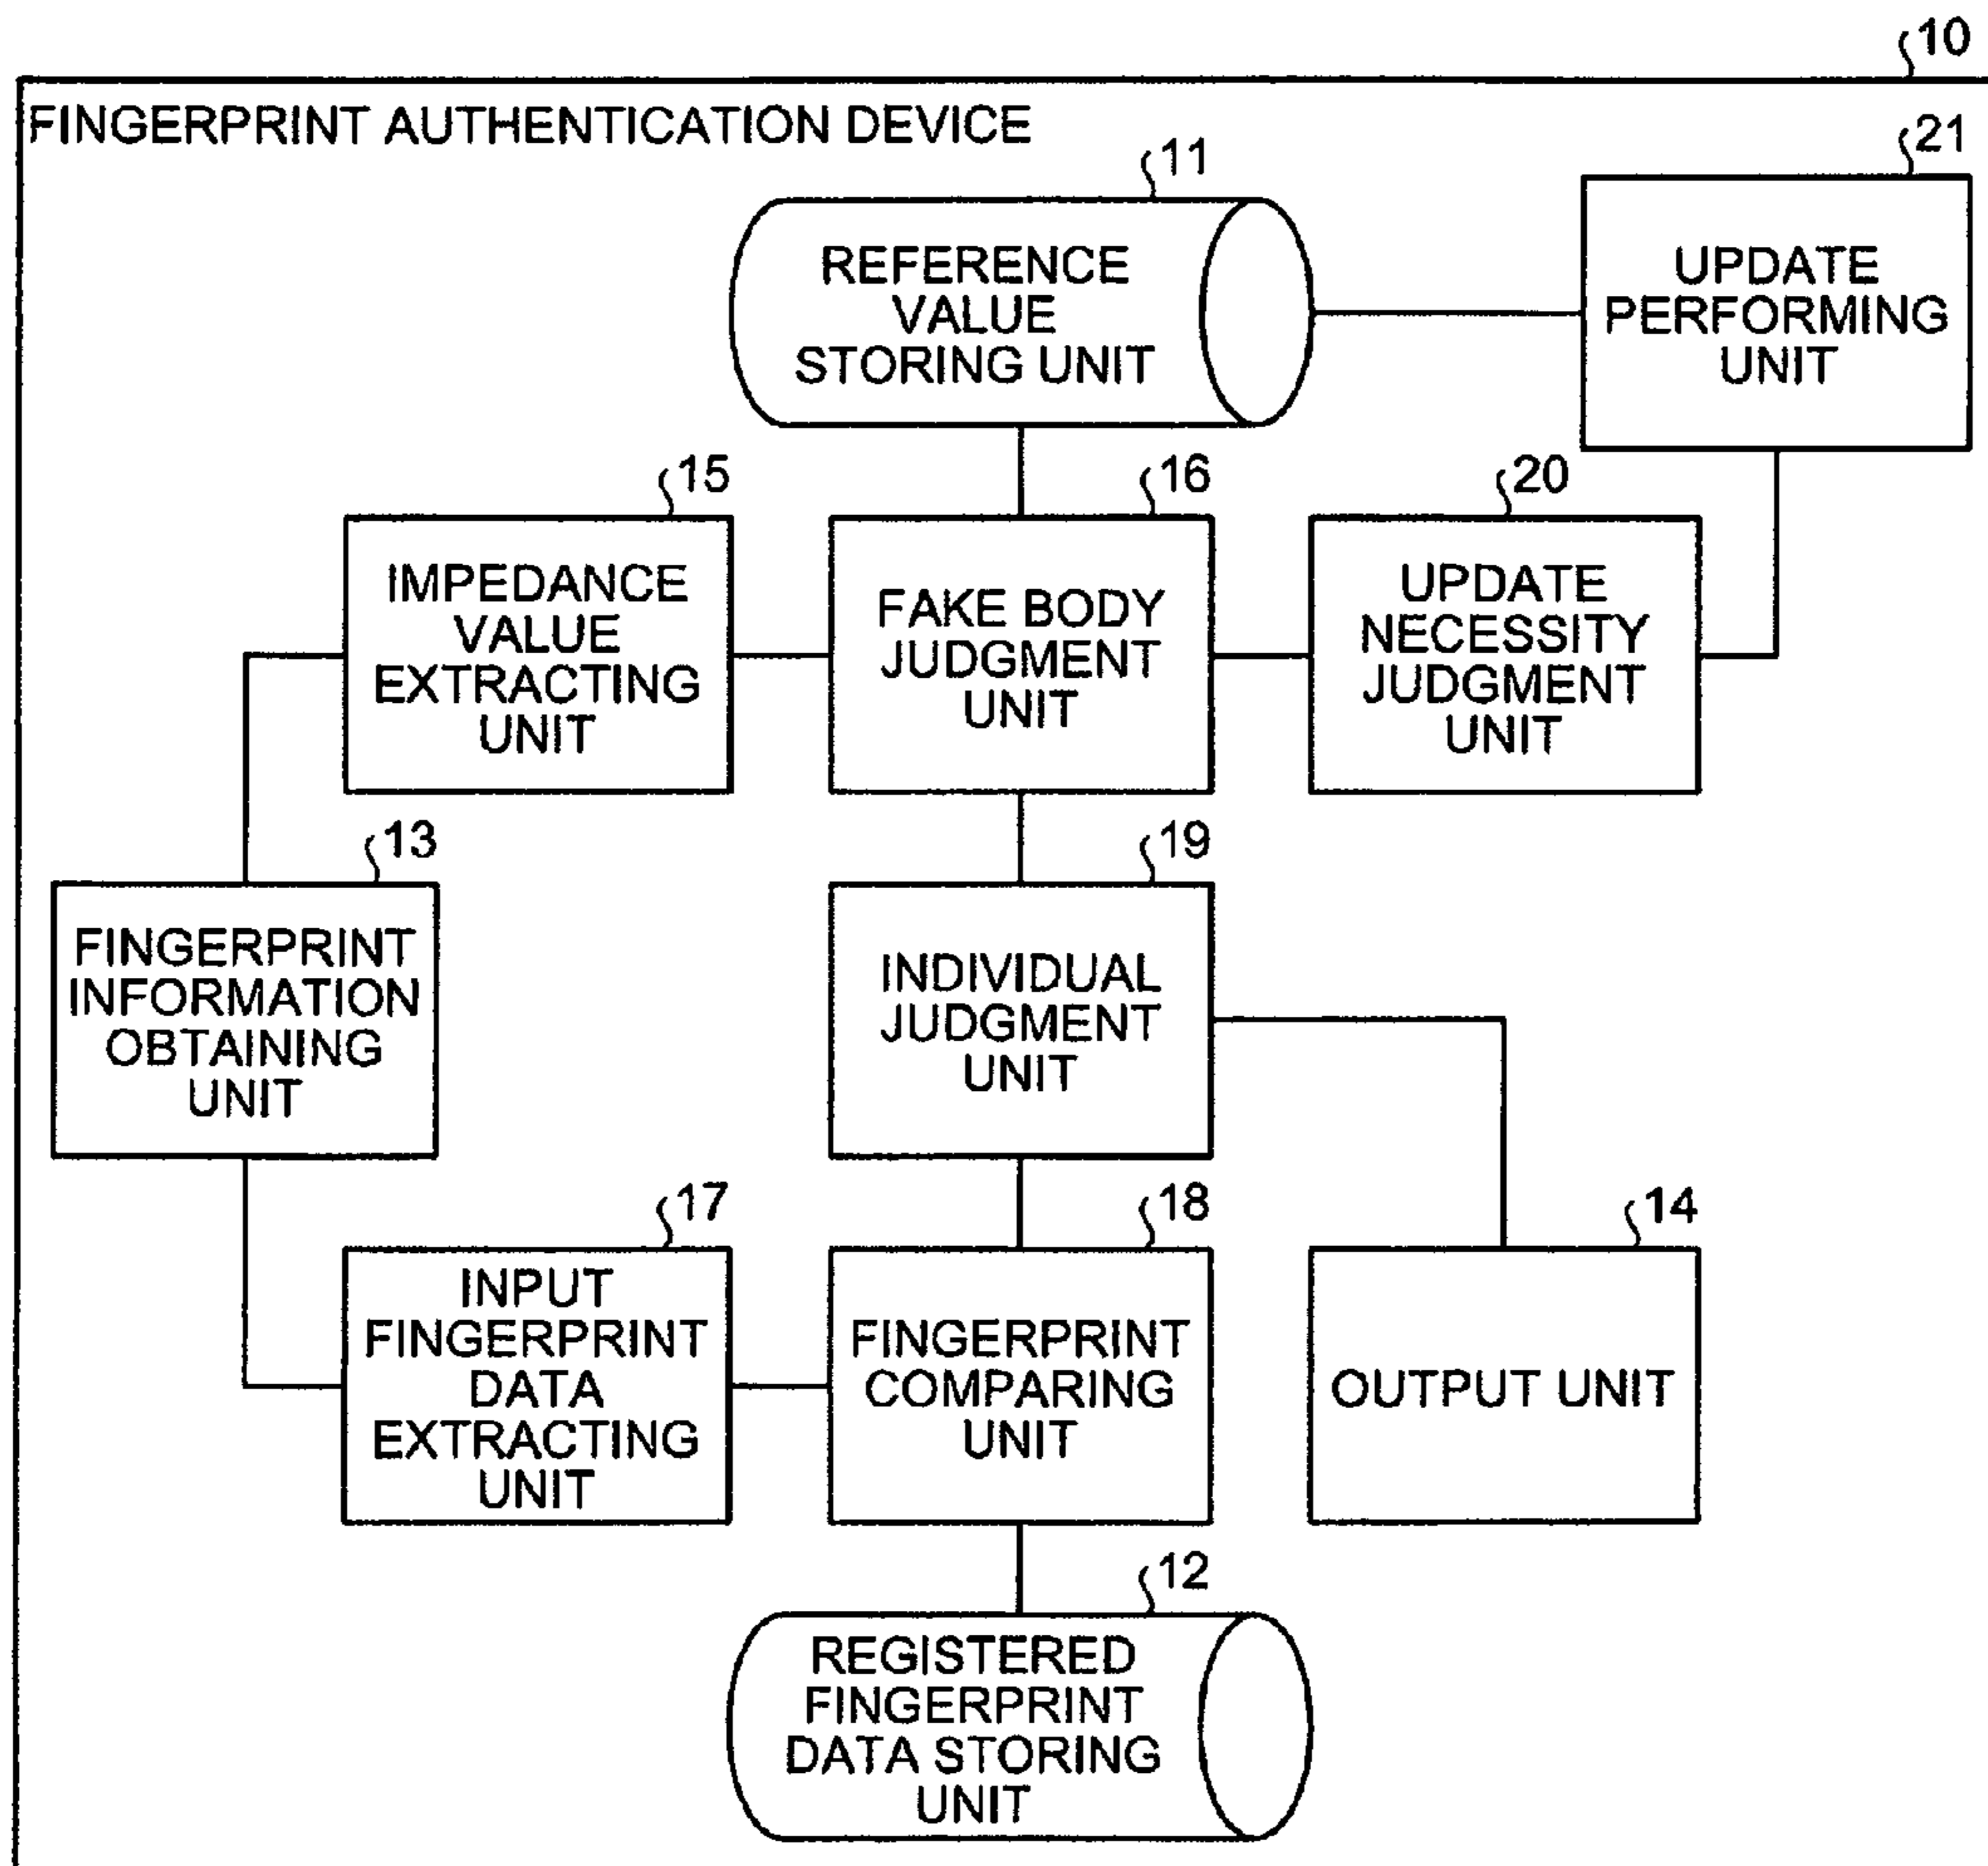 10
FINGERPRINT AUTHENTICATION DEVICE
11
21
REFERENCE
VALUE
STORING UNIT
UPDATE
PERFORMING
UNIT
15
16
20
IMPEDANCE
VALUE
EXTRACTING
UNIT
FAKE BODY
JUDGMENT
UNIT
UPDATE
NECESSITY
JUDGMENT
UNIT
13
19
FINGERPRINT
INFORMATION
OBTAINING
UNIT
INDIVIDUAL
JUDGMENT
UNIT
17
18
14
INPUT
FINGERPRINT
DATA
EXTRACTING
UNIT
FINGERPRINT
COMPARING
UNIT
OUTPUT UNIT
12
REGISTERED
FINGERPRINT
DATA STORING
UNIT